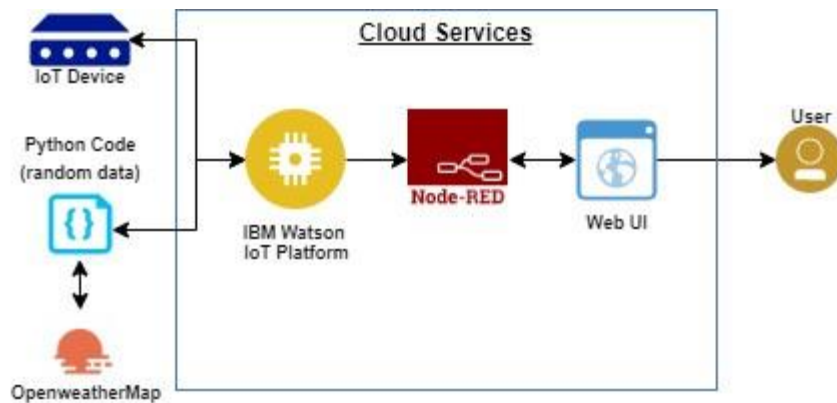 Cloud Services
IoT Device
Python Code
(random data)
{}
IBM Watson
IoT Platform
Node-RED
Web UI
User
OpenweatherMap